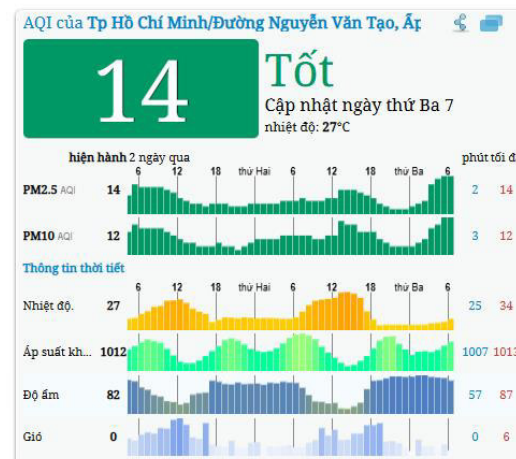 AQI của Tp Hồ Chí Minh/Đường Nguyễn Văn Tạo, Ấp
14
Tốt
Cập nhật ngày thứ Ba 7
nhiệt độ: 27°C
hiện hành 2 ngày qua phút tối đ
6 12 18 thứ Hai 6 12 18 thứ Ba 6
PM2.5 AQI 14 2 14
PM10 AQI 12 3 12
Thông tin thời tiết
6 12 18 thứ Hai 6 12 18 thứ Ba 6
Nhiệt độ. 27 25 34
Áp suất kh... 1012 1007 1013
Độ ẩm 82 57 87
Gió 0 0 6